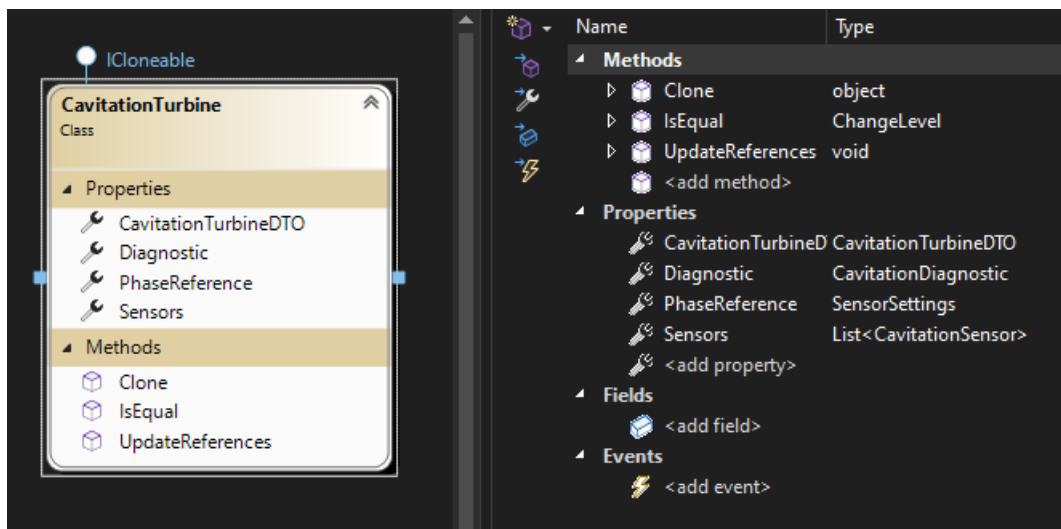 ICloneable
CavitationTurbine
Class
Properties
CavitationTurbineDTO
Diagnostic
PhaseReference
Sensors
Methods
Clone
IsEqual
UpdateReferences
Name Type
Methods
Clone object
IsEqual ChangeLevel
UpdateReferences void
<add method>
Properties
CavitationTurbineD CavitationTurbineDTO
Diagnostic CavitationDiagnostic
PhaseReference SensorSettings
Sensors List<CavitationSensor>
<add property>
Fields
<add field>
Events
<add event>